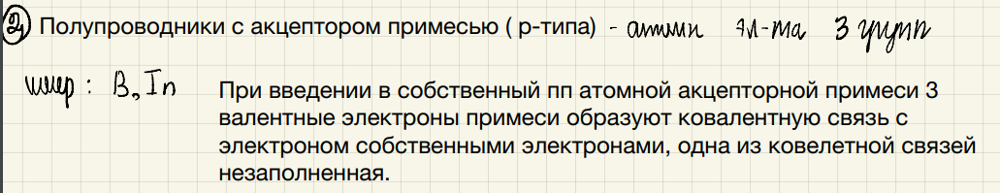 2) Полупроводники с акцептором примесью ( р-типа) - атомы эл-та 3 групп
пмер : B, In
При введении в собственный пп атомной акцепторной примеси 3
валентные электроны примеси образуют ковалентную связь с
электроном собственными электронами, одна из ковелетной связей
незаполненная.